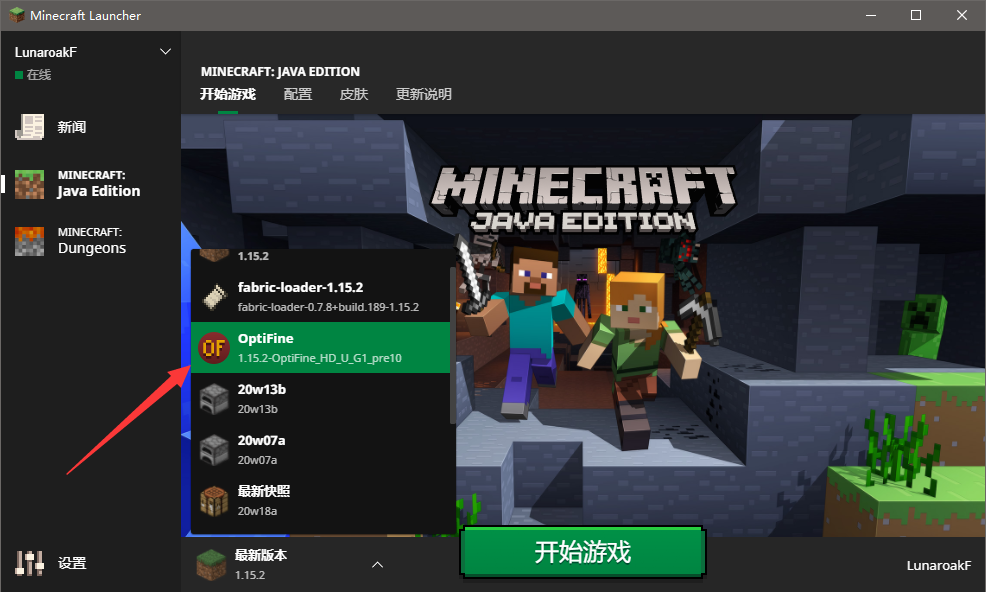 Minecraft Launcher
LunaroakF
在线
MINECRAFT: JAVA EDITION
开始游戏 配置 皮肤 更新说明
新闻
MINECRAFT:
Java Edition
MINECRAFT:
Dungeons
MINECRAFT
JAVA EDITION
1.15.2
fabric-loader-1.15.2
fabric-loader-0.7.8+build.189-1.15.2
OF
OptiFine
1.15.2-OptiFine_HD_U_G1_pre10
20w13b
20w13b
20w07a
20w07a
最新快照
20w18a
设置
最新版本
1.15.2
开始游戏
LunaroakF